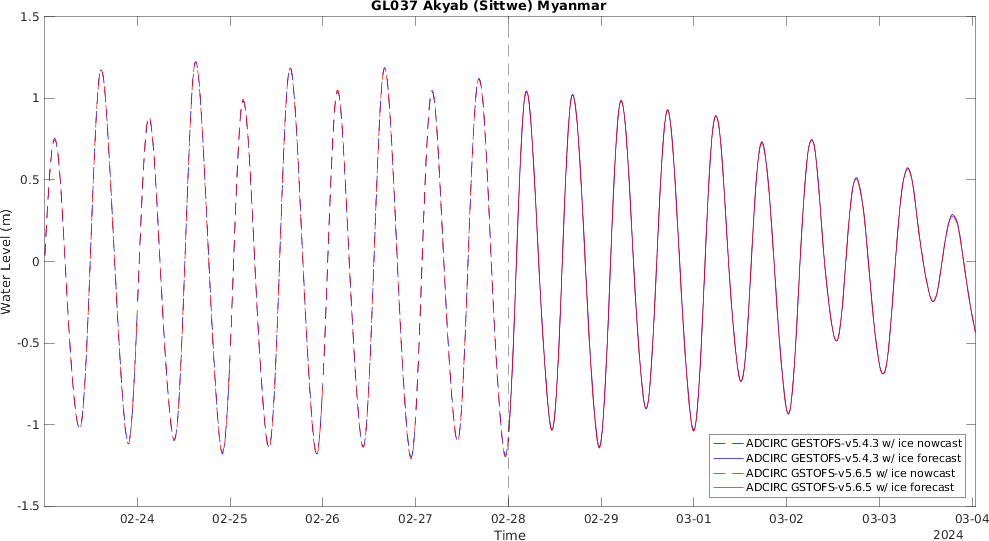 GL037 Akyab (Sittwe) Myanmar
1.5
1
0.5
0
-0.5
-1
-1.5
Water Level (m)
ADCIRC GESTOFS-v5.4.3 w/ ice nowcast
ADCIRC GESTOFS-v5.4.3 w/ ice forecast
ADCIRC GSTOFS-v5.6.5 w/ ice nowcast
ADCIRC GSTOFS-v5.6.5 w/ ice forecast
02-24 02-25 02-26 02-27 02-28 02-29 03-01 03-02 03-03 03-04
Time
2024